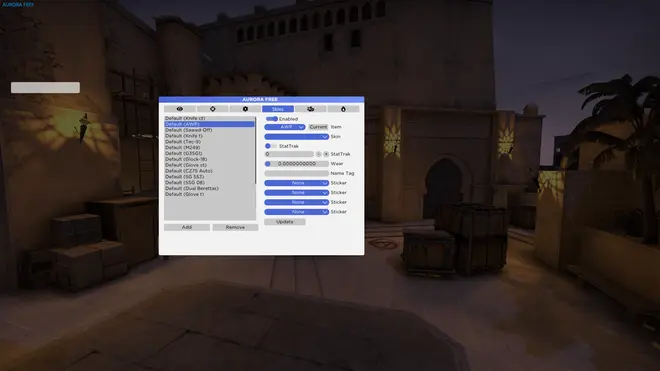 AURORA FREE
AURORA FREE
Skins
Default (Knife ct)
Default (AWP)
Default (Sawed-Off)
Default (Knife t)
Default (Tec-9)
Default (M249)
Default (G3SG1)
Default (Glock-18)
Default (Glove ct)
Default (CZ75 Auto)
Default (SG 553)
Default (SSG 08)
Default (Dual Berettas)
Default (Glove t)
Add
Remove
Enabled
AWP Current Item
Skin
StatTrak
0 - + StatTrak
0.0000000000 Wear
Name Tag
None Sticker
None Sticker
None Sticker
None Sticker
Update